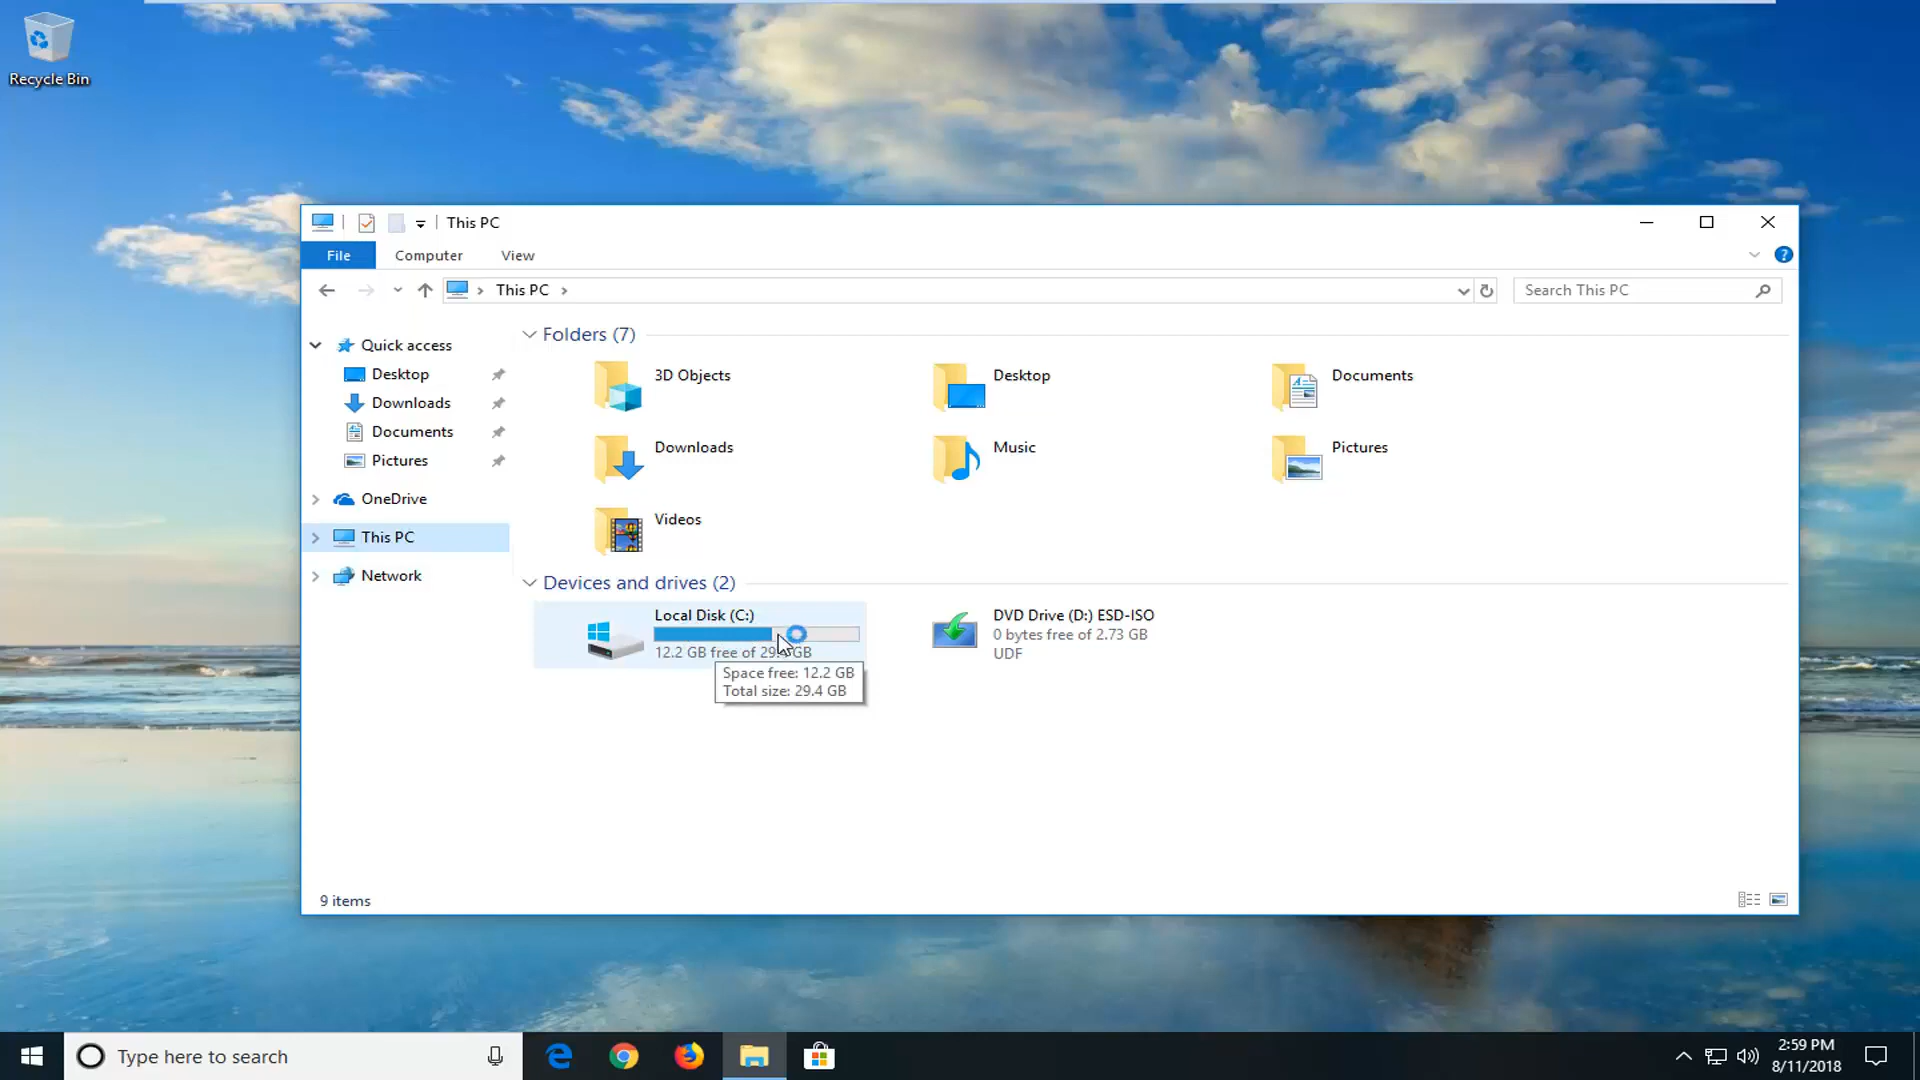 Recycle Bin
This PC
File
Computer
View
This PC
Search This PC
Quick access
Desktop
Downloads
Documents
Pictures
OneDrive
This PC
Network
Folders (7)
3D Objects
Desktop
Documents
Downloads
Music
Pictures
Videos
Devices and drives (2)
Local Disk (C:)
12.2 GB free of 29.4 GB
Space free: 12.2 GB
Total size: 29.4 GB
DVD Drive (D:) ESD-ISO
0 bytes free of 2.73 GB
UDF
9 items
Type here to search
2:59 PM
8/11/2018